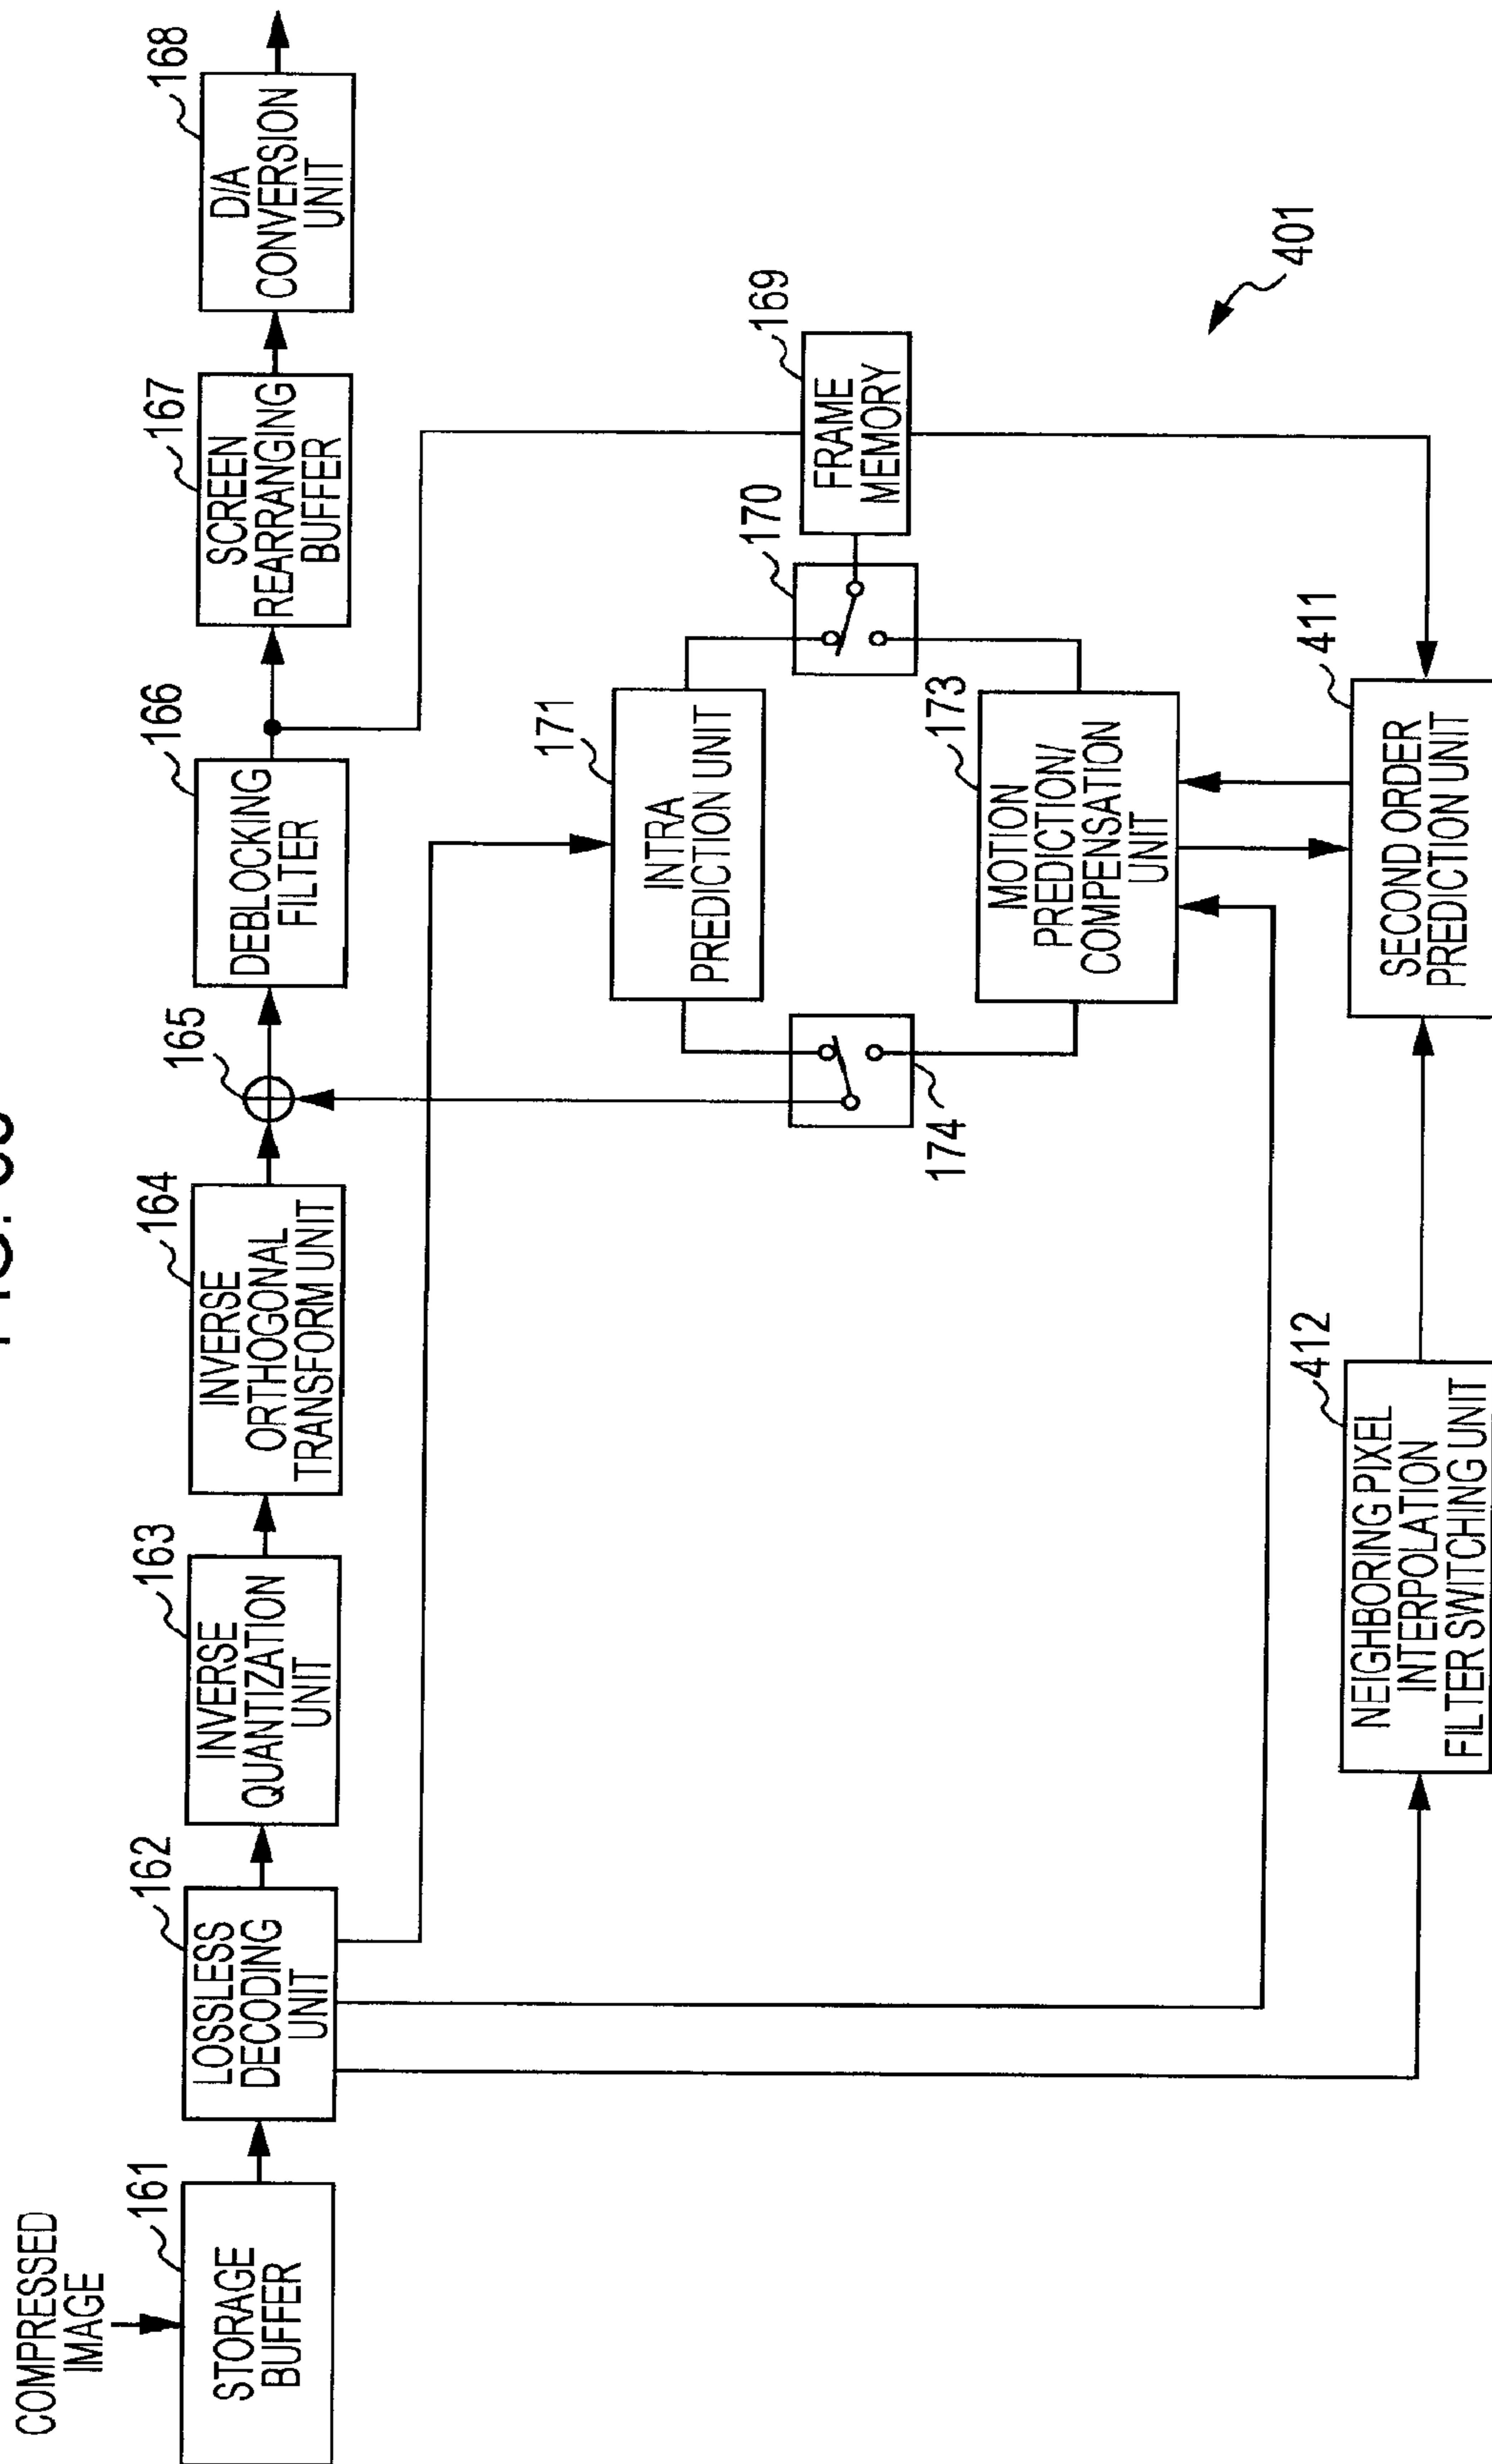 COMPRESSED
IMAGE
161
STORAGE
BUFFER
162
LOSSLESS
DECODING
UNIT
163
INVERSE
QUANTIZATION
UNIT
164
INVERSE
ORTHOGONAL
TRANSFORM UNIT
165
166
DEBLOCKING
FILTER
167
SCREEN
REARRANGING
BUFFER
168
D/A
CONVERSION
UNIT
171
INTRA
PREDICTION UNIT
170
169
FRAME
MEMORY
174
173
MOTION
PREDICTION/
COMPENSATION
UNIT
401
412
NEIGHBORING PIXEL
INTERPOLATION
FILTER SWITCHING UNIT
411
SECOND ORDER
PREDICTION UNIT